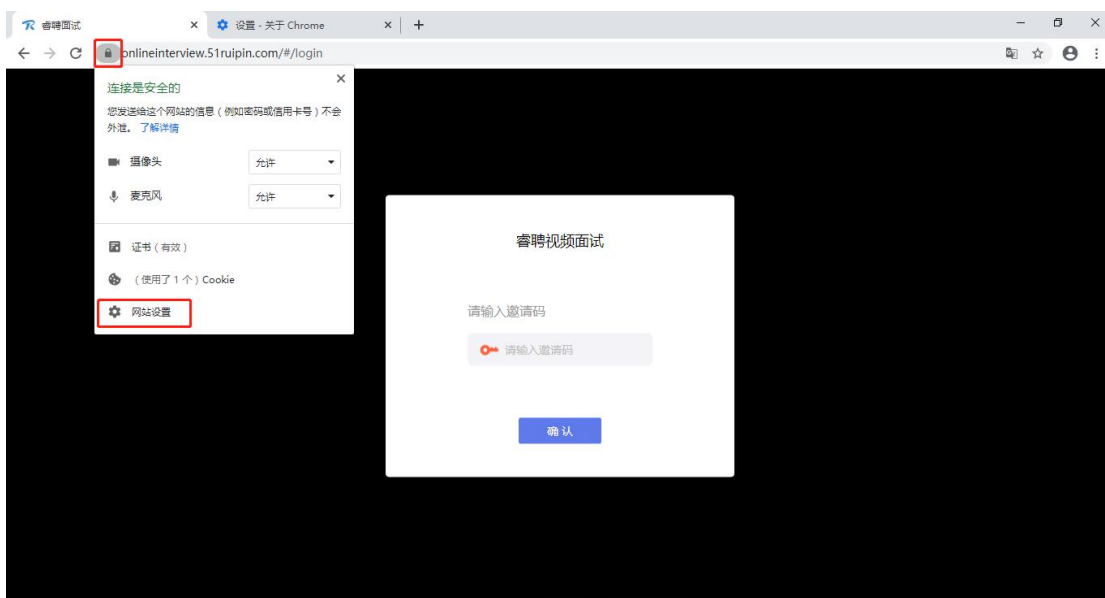 睿聘面试
设置 - 关于 Chrome
onlineinterview.51ruipin.com/#/login
连接是安全的
您发送给这个网站的信息（例如密码或信用卡号）不会
外泄。 了解详情
摄像头 允许
麦克风 允许
证书（有效）
（使用了 1 个）Cookie
网站设置
睿聘视频面试
请输入邀请码
请输入邀请码
确 认